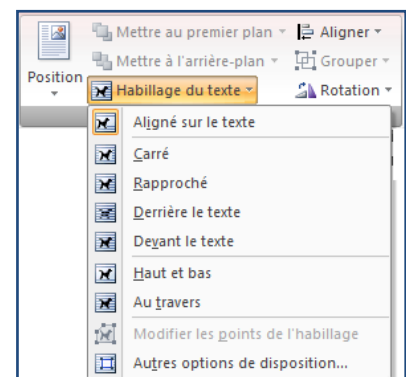 Mettre au premier plan
Aligner
Mettre à l'arrière-plan
Grouper
Position
Habillage du texte
Rotation
Aligné sur le texte
Carré
Rapproché
Derrière le texte
Devant le texte
Haut et bas
Au travers
Modifier les points de l'habillage
Autres options de disposition...